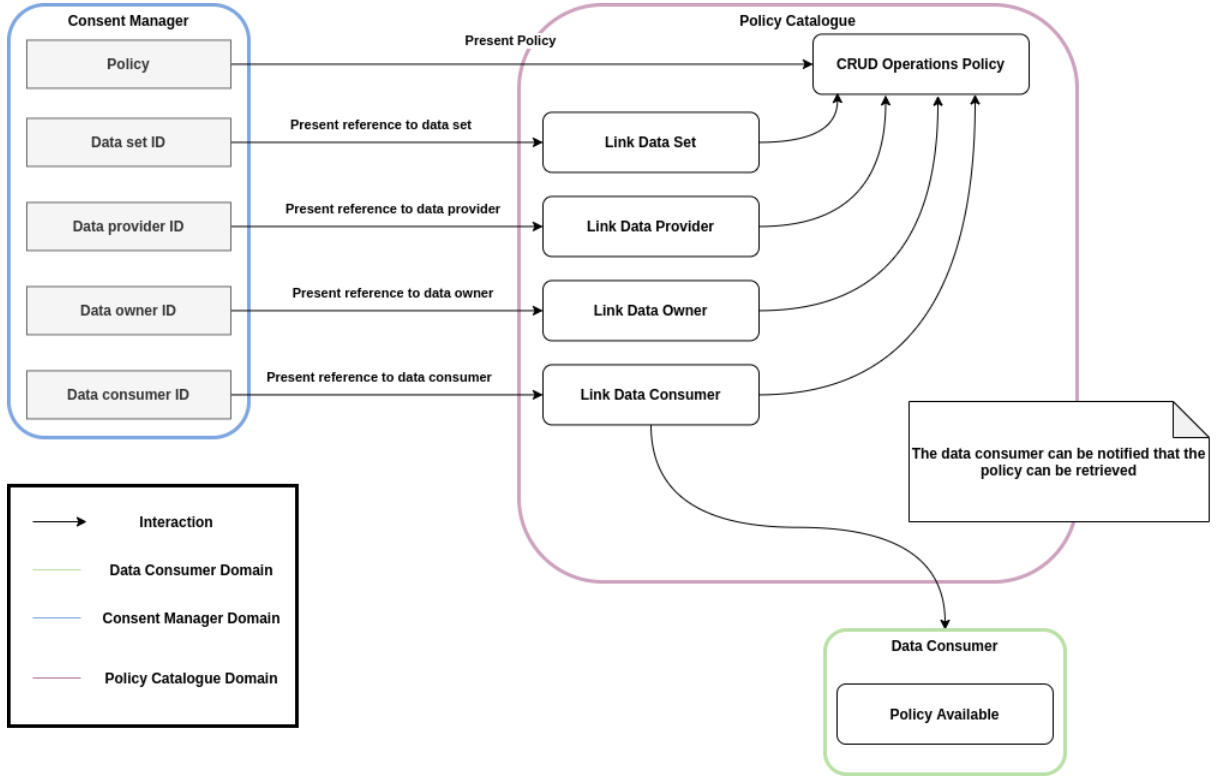 Consent Manager
Policy Catalogue
Policy
Present Policy
CRUD Operations Policy
Data set ID
Present reference to data set
Link Data Set
Data provider ID
Present reference to data provider
Link Data Provider
Data owner ID
Present reference to data owner
Link Data Owner
Data consumer ID
Present reference to data consumer
Link Data Consumer
The data consumer can be notified that the
policy can be retrieved
Interaction
Data Consumer Domain
Consent Manager Domain
Policy Catalogue Domain
Data Consumer
Policy Available